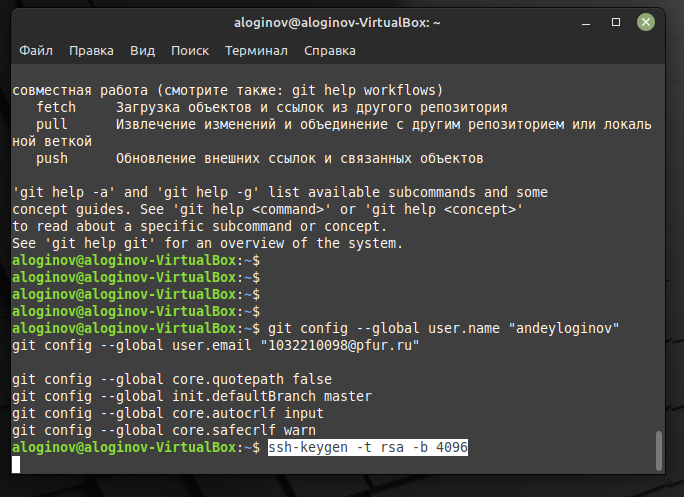 aloginov@aloginov-VirtualBox: ~
Файл Правка Вид Поиск Терминал Справка
совместная работа (смотрите также: git help workflows)
   fetch     Загрузка объектов и ссылок из другого репозитория
   pull      Извлечение изменений и объединение с другим репозиторием или локаль
ной веткой
   push      Обновление внешних ссылок и связанных объектов
'git help -a' and 'git help -g' list available subcommands and some
concept guides. See 'git help <command>' or 'git help <concept>'
to read about a specific subcommand or concept.
See 'git help git' for an overview of the system.
aloginov@aloginov-VirtualBox:~$
aloginov@aloginov-VirtualBox:~$
aloginov@aloginov-VirtualBox:~$
aloginov@aloginov-VirtualBox:~$
aloginov@aloginov-VirtualBox:~$ git config --global user.name "andeyloginov"
git config --global user.email "1032210098@pfur.ru"
git config --global core.quotepath false
git config --global init.defaultBranch master
git config --global core.autocrlf input
git config --global core.safecrlf warn
aloginov@aloginov-VirtualBox:~$ ssh-keygen -t rsa -b 4096